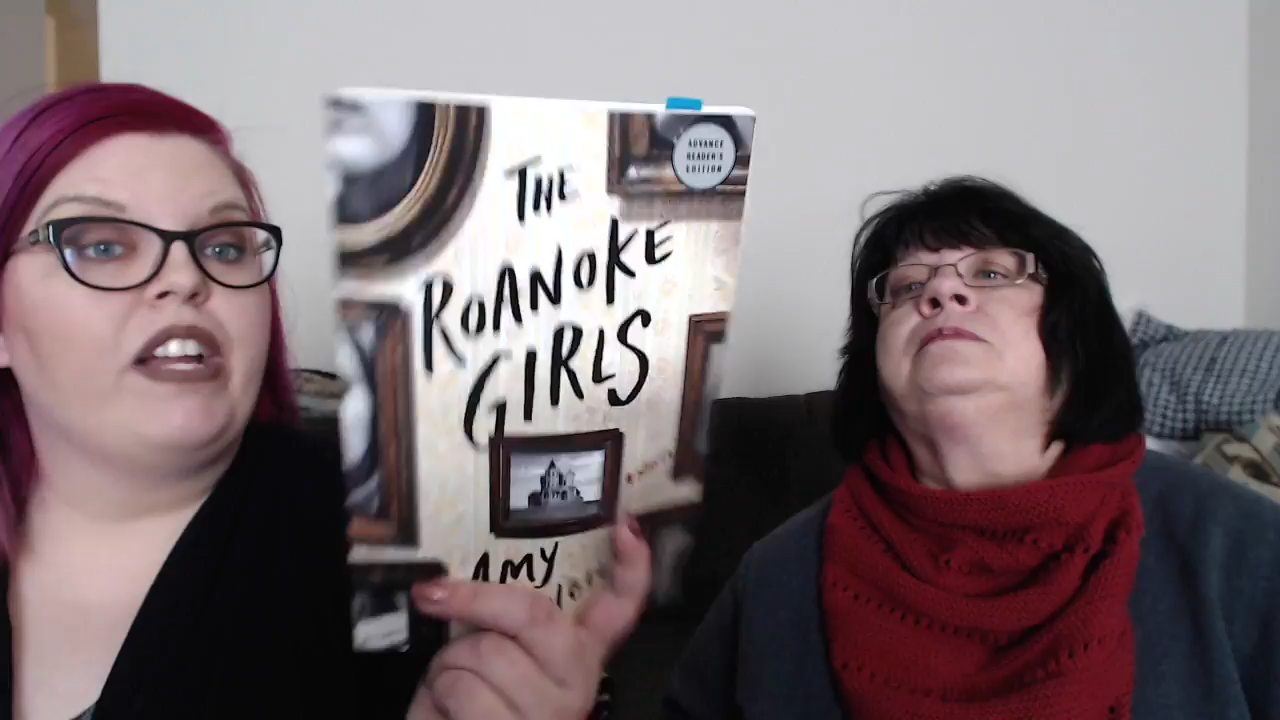 ADVANCE
READER'S
EDITION
THE
ROANOKE
GIRLS
AMY